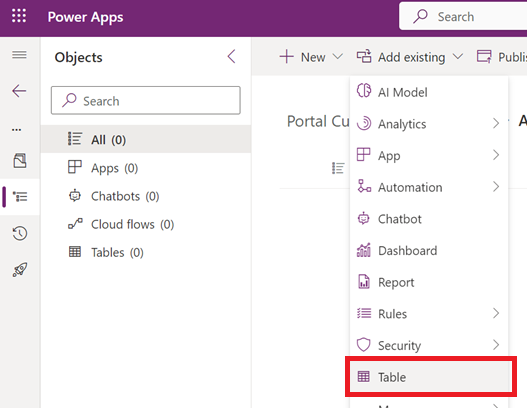 Power Apps
Search
Objects
New
Add existing
Publis
Search
All (0)
Apps (0)
Chatbots (0)
Cloud flows (0)
Tables (0)
Portal Cu
A
AI Model
Analytics
App
Automation
Chatbot
Dashboard
Report
Rules
Security
Table